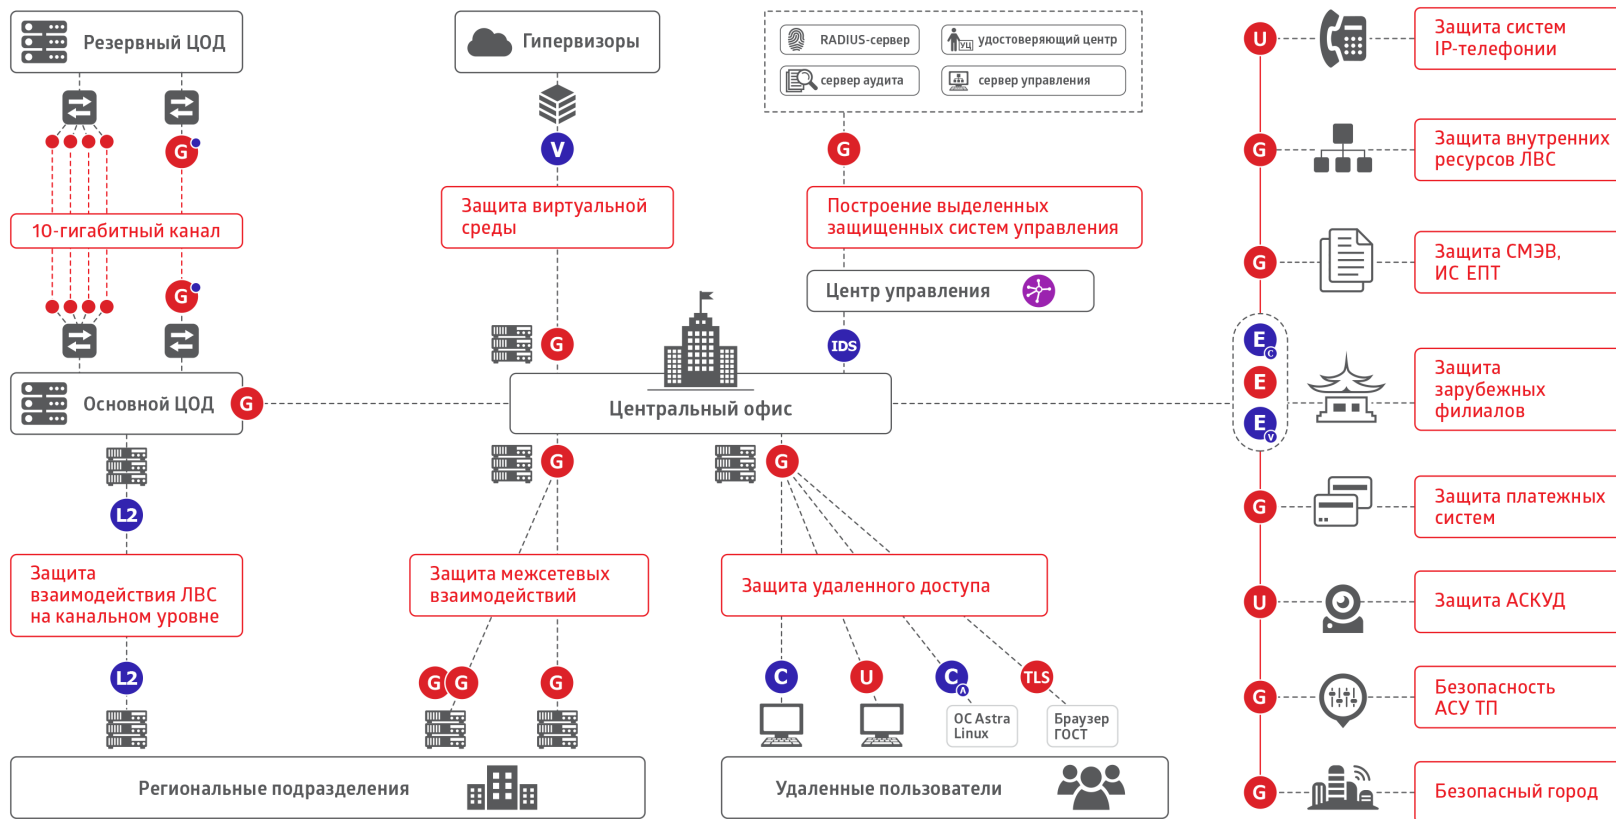 Резервный ЦОД
G
10-гигабитный канал
G
Основной ЦОД
G
L2
Защита
взаимодействия ЛВС
на канальном уровне
L2
Гипервизоры
V
Защита виртуальной
среды
G
RADIUS-сервер
УЦ
удостоверяющий центр
сервер аудита
сервер управления
G
Построение выделенных
защищенных систем управления
Центр управления
IDS
Центральный офис
G
Защита межсетевых
взаимодействий
G
G
G
Региональные подразделения
G
Защита удаленного доступа
C
U
C
A
TLS
ОС Astra
Linux
Браузер
ГОСТ
Удаленные пользователи
U
Защита систем
IP-телефонии
G
Защита внутренних
ресурсов ЛВС
G
Защита СМЭВ,
ИС ЕПТ
E
C
E
E
V
Защита
зарубежных
филиалов
G
Защита платежных
систем
U
Защита АСКУД
G
Безопасность
АСУ ТП
G
Безопасный город